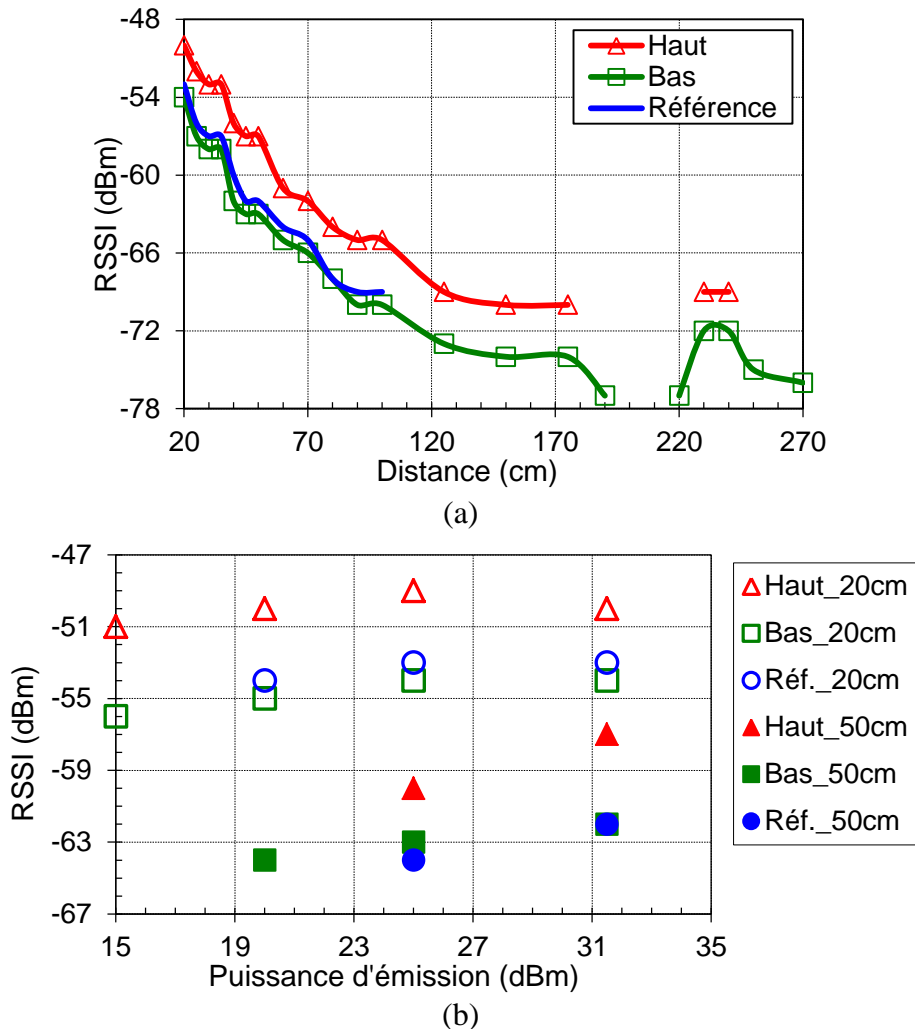 -48
-54
-60
-66
-72
-78
RSSI (dBm)
Haut
Bas
Référence
20 70 120 170 220 270
Distance (cm)
(a)
-47
-51
-55
-59
-63
-67
RSSI (dBm)
15 19 23 27 31 35
Puissance d'émission (dBm)
Haut_20cm
Bas_20cm
Réf._20cm
Haut_50cm
Bas_50cm
Réf._50cm
(b)